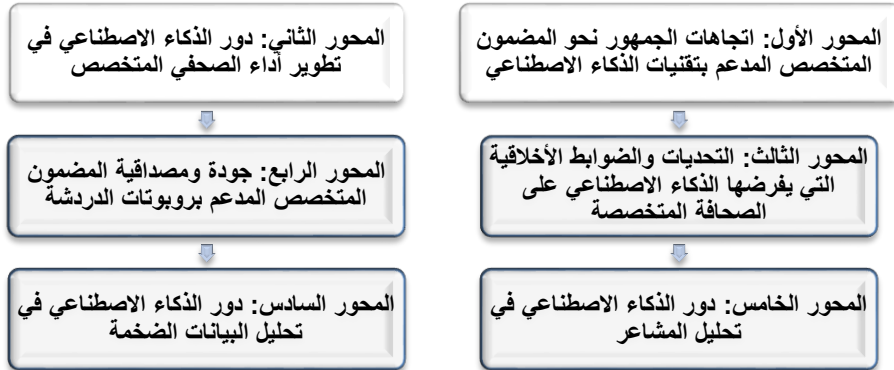 المحور الأول: اتجاهات الجمهور نحو المضمون
المتخصص المدعم بتقنيات الذكاء الاصطناعي
المحور الثاني: دور الذكاء الاصطناعي في
تطوير أداء الصحفي المتخصص
المحور الثالث: التحديات والضوابط الأخلاقية
التي يفرضها الذكاء الاصطناعي على
الصحافة المتخصصة
المحور الرابع: جودة ومصداقية المضمون
المتخصص المدعم بروبوتات الدردشة
المحور الخامس: دور الذكاء الاصطناعي في
تحليل المشاعر
المحور السادس: دور الذكاء الاصطناعي في
تحليل البيانات الضخمة